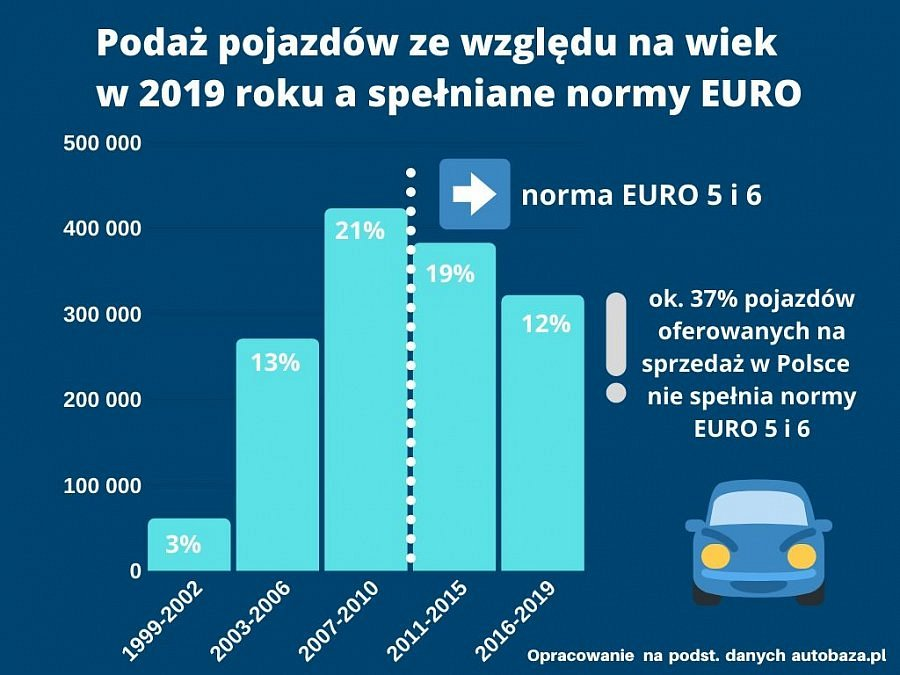 Podaż pojazdów ze względu na wiek
w 2019 roku a spełniane normy EURO
500 000
400 000
300 000
200 000
100 000
0
norma EURO 5 i 6
21%
19%
12%
13%
3%
ok. 37% pojazdów
oferowanych na
sprzedaż w Polsce
nie spełnia normy
EURO 5 i 6
1999-2002
2003-2006
2007-2010
2011-2015
2016-2019
Opracowanie na podst. danych autobaza.pl